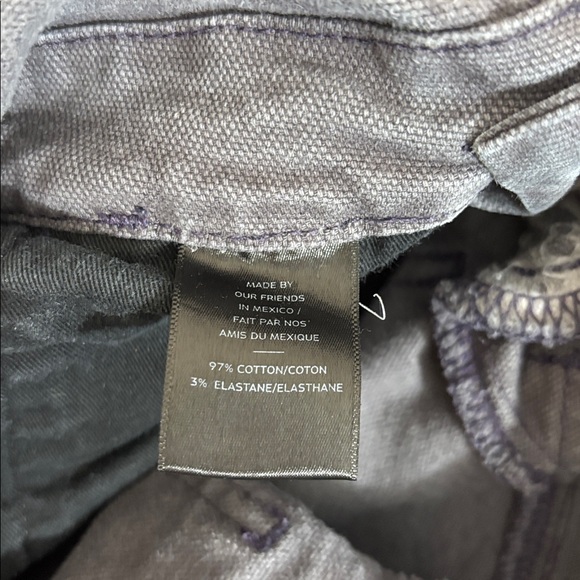 MADE BY
OUR FRIENDS
IN MEXICO /
FAIT PAR NOS
AMIS DU MEXIQUE
97% COTTON/COTON
3% ELASTANE/ELASTHANE